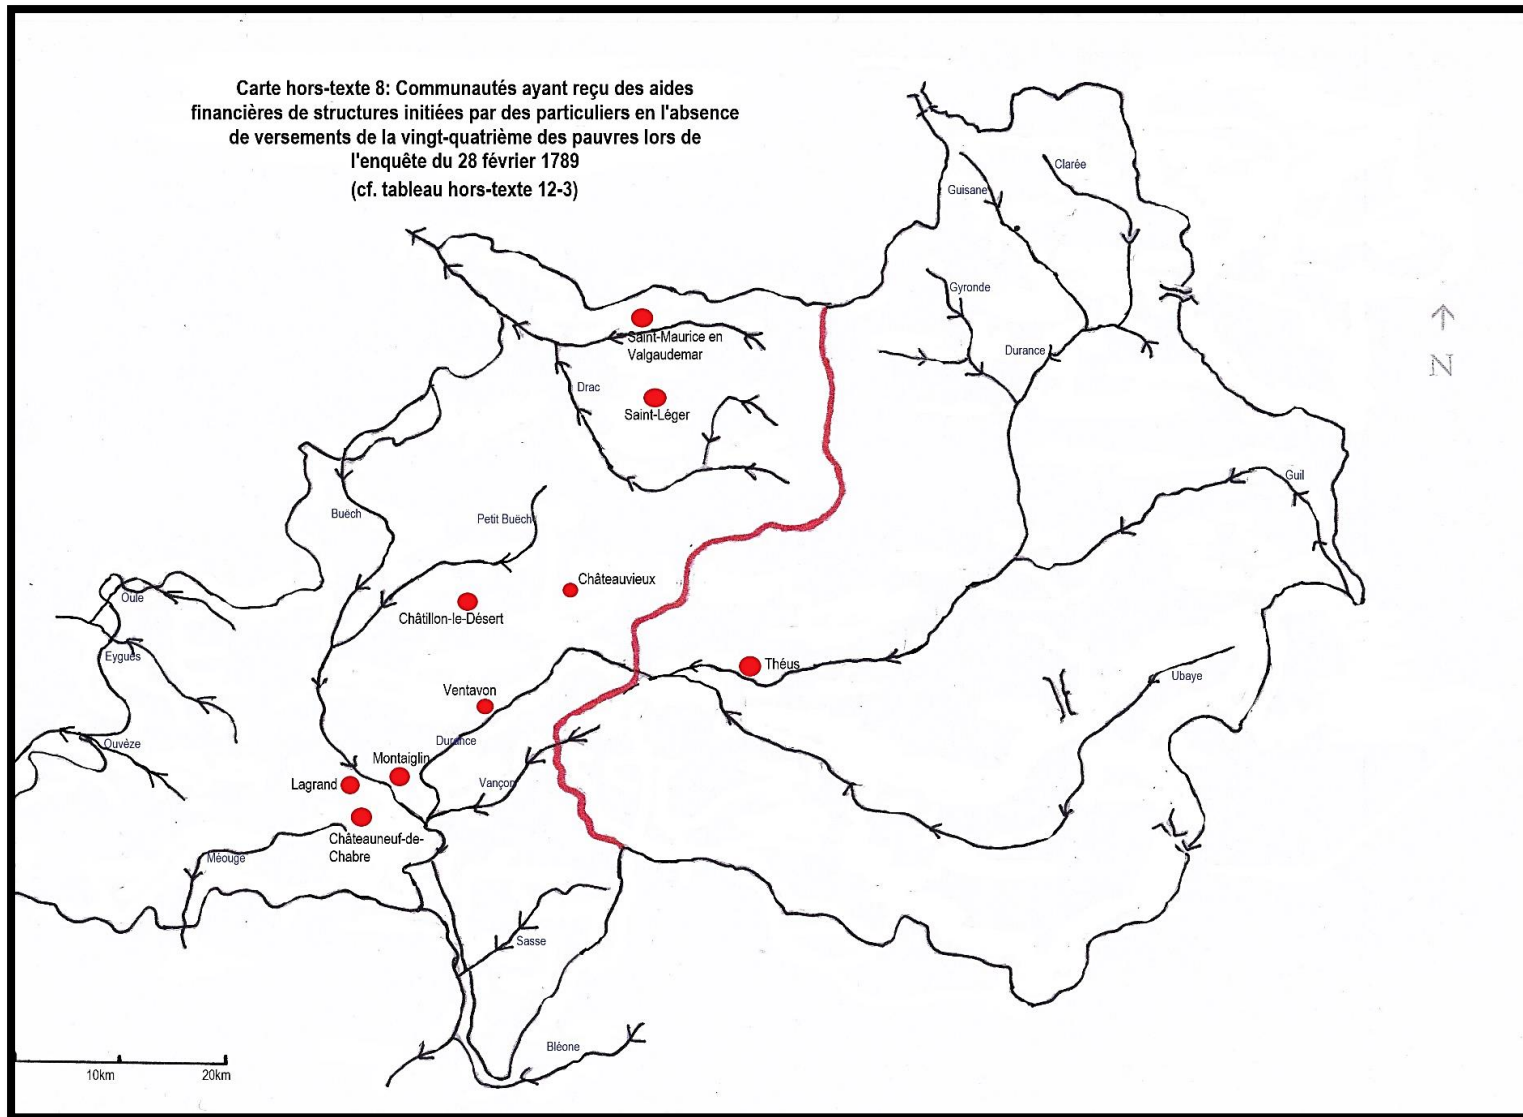 Carte hors-texte 8: Communautés ayant reçu des aides
financières de structures initiées par des particuliers en l'absence
de versements de la vingt-quatrième des pauvres lors de
l'enquête du 28 février 1789
(cf. tableau hors-texte 12-3)
Clarée
Guisane
Gyronde
Saint-Maurice en
Valgaudemar
Durance
Drac
Saint-Léger
N
Guil
Buëch
Petit Buëch
Châteauvieux
Oule
Châtillon-le-Désert
Eygues
Théus
Ubaye
Ventavon
Durance
Ouvèze
Montaiglin
Lagrand
Vançon
Châteauneuf-de-
Chabre
Méouge
Sasse
Bléone
10km
20km